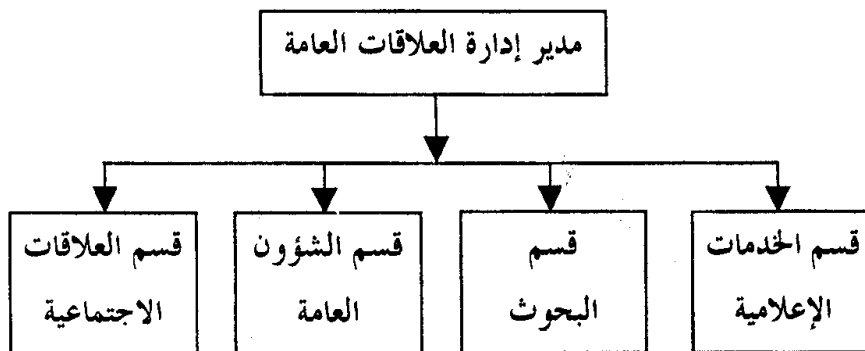 مدير إدارة العلاقات العامة
قسم الخدمات
الإعلامية
قسم
البحوث
قسم الشؤون
العامة
قسم العلاقات
الاجتماعية